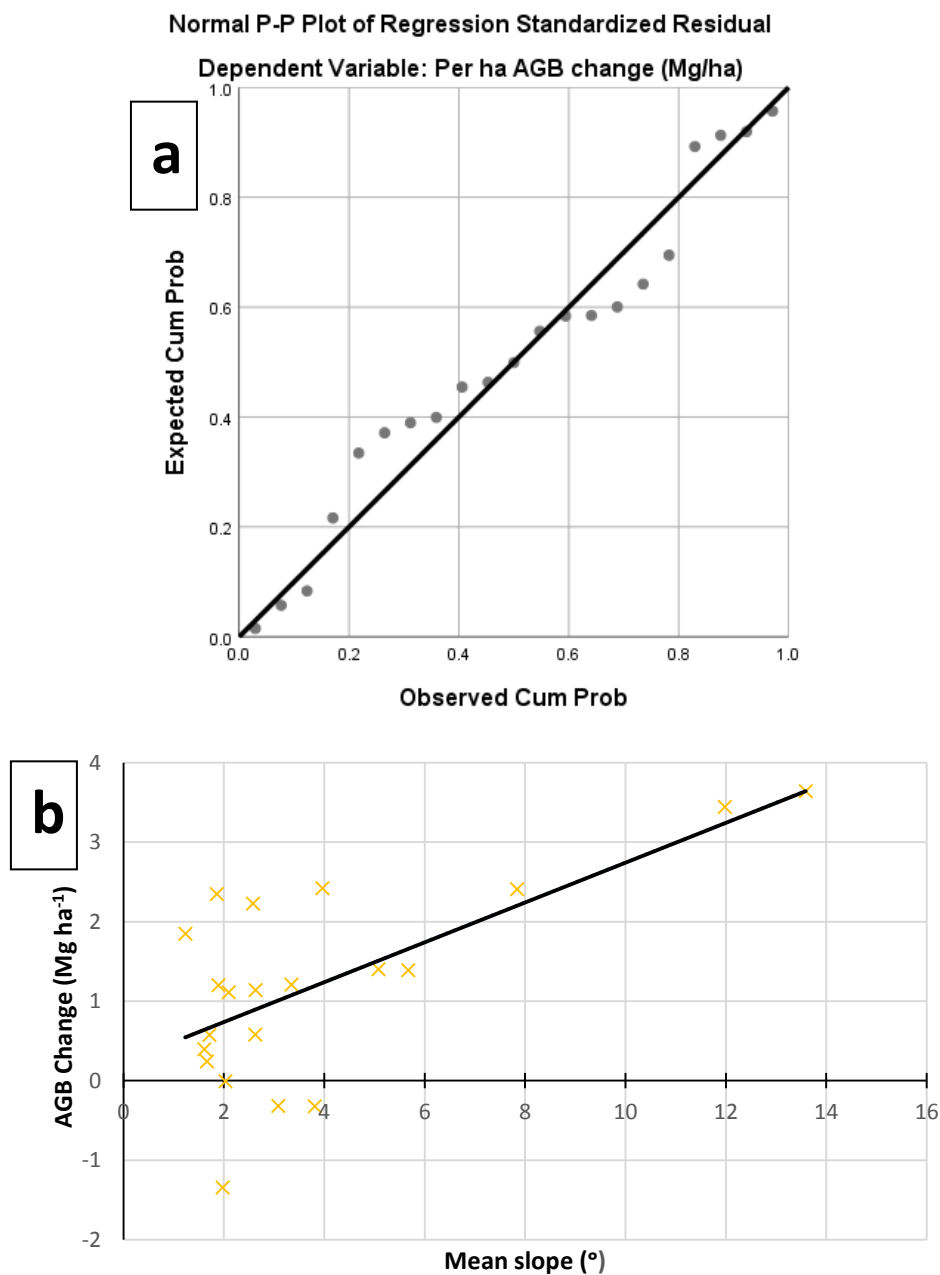 Normal P-P Plot of Regression Standardized Residual
Dependent Variable: Per ha AGB change (Mg/ha)
a
Expected Cum Prob
1.0
0.8
0.6
0.4
0.2
0.0
0.0 0.2 0.4 0.6 0.8 1.0
Observed Cum Prob
b
AGB Change (Mg ha⁻¹)
4
3
2
1
0
-1
-2
0 2 4 6 8 10 12 14 16
Mean slope (°)